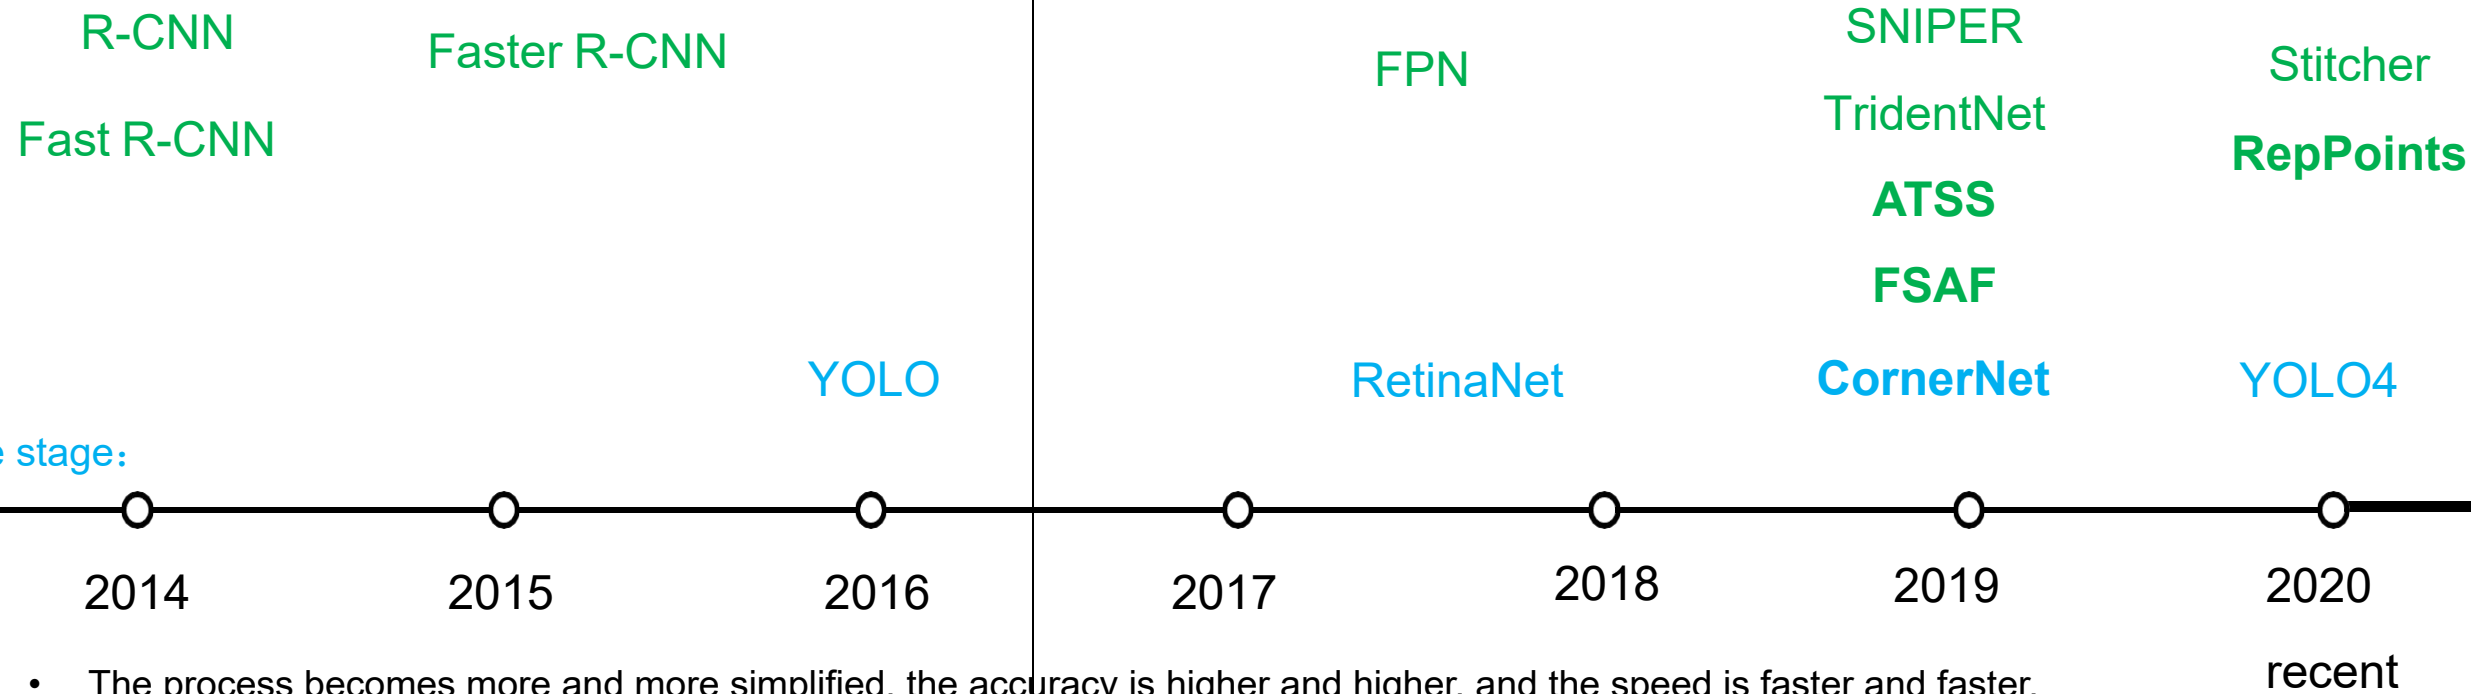 R-CNN
Faster R-CNN
FPN
SNIPER
Stitcher
Fast R-CNN
TridentNet
RepPoints
ATSS
FSAF
YOLO
RetinaNet
CornerNet
YOLO4
e stage：
2014
2015
2016
2017
2018
2019
2020
recent
• The process becomes more and more simplified, the accuracy is higher and higher, and the speed is faster and faster.